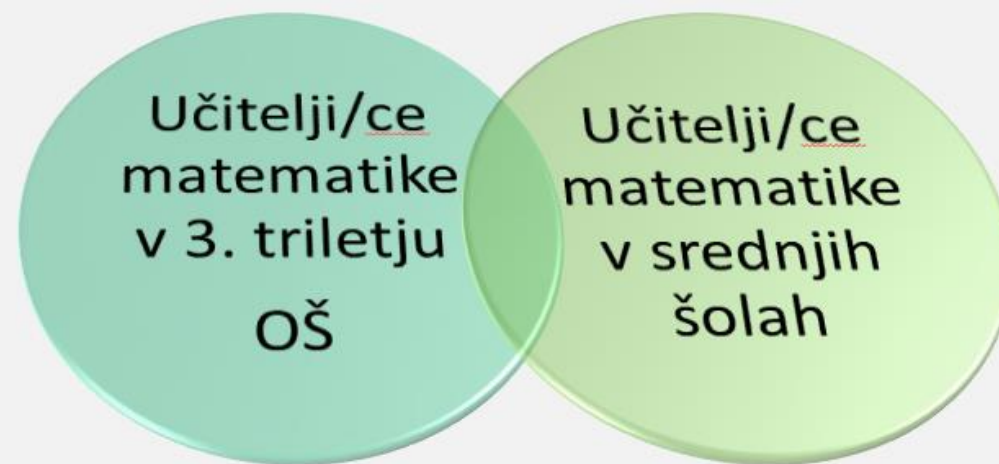 Učitelji/ce
matematike
v 3. triletju
OŠ
Učitelji/ce
matematike
v srednjih
šolah